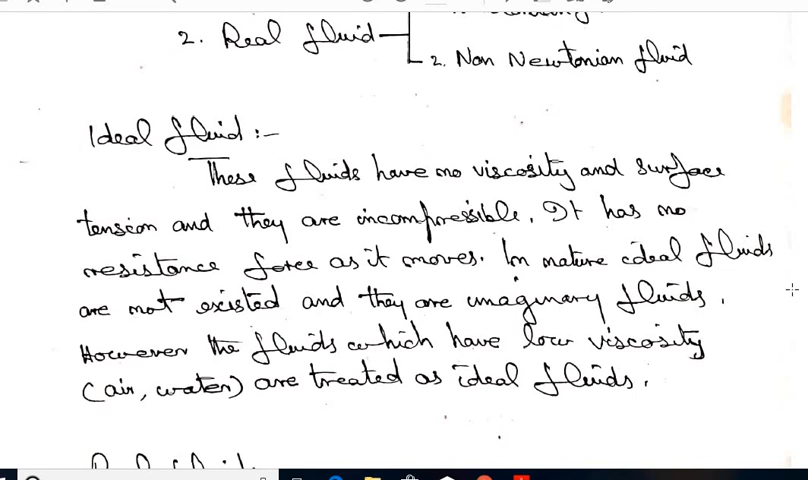 2. Real fluid
2. Non Newtonian fluid
Ideal fluid :-
These fluids have no viscosity and surface
tension and they are incompressible. It has no
resistance force as it moves. In nature ideal fluids
are not existed and they are imaginary fluids.
However the fluids which have low viscosity
(air, water) are treated as ideal fluids.